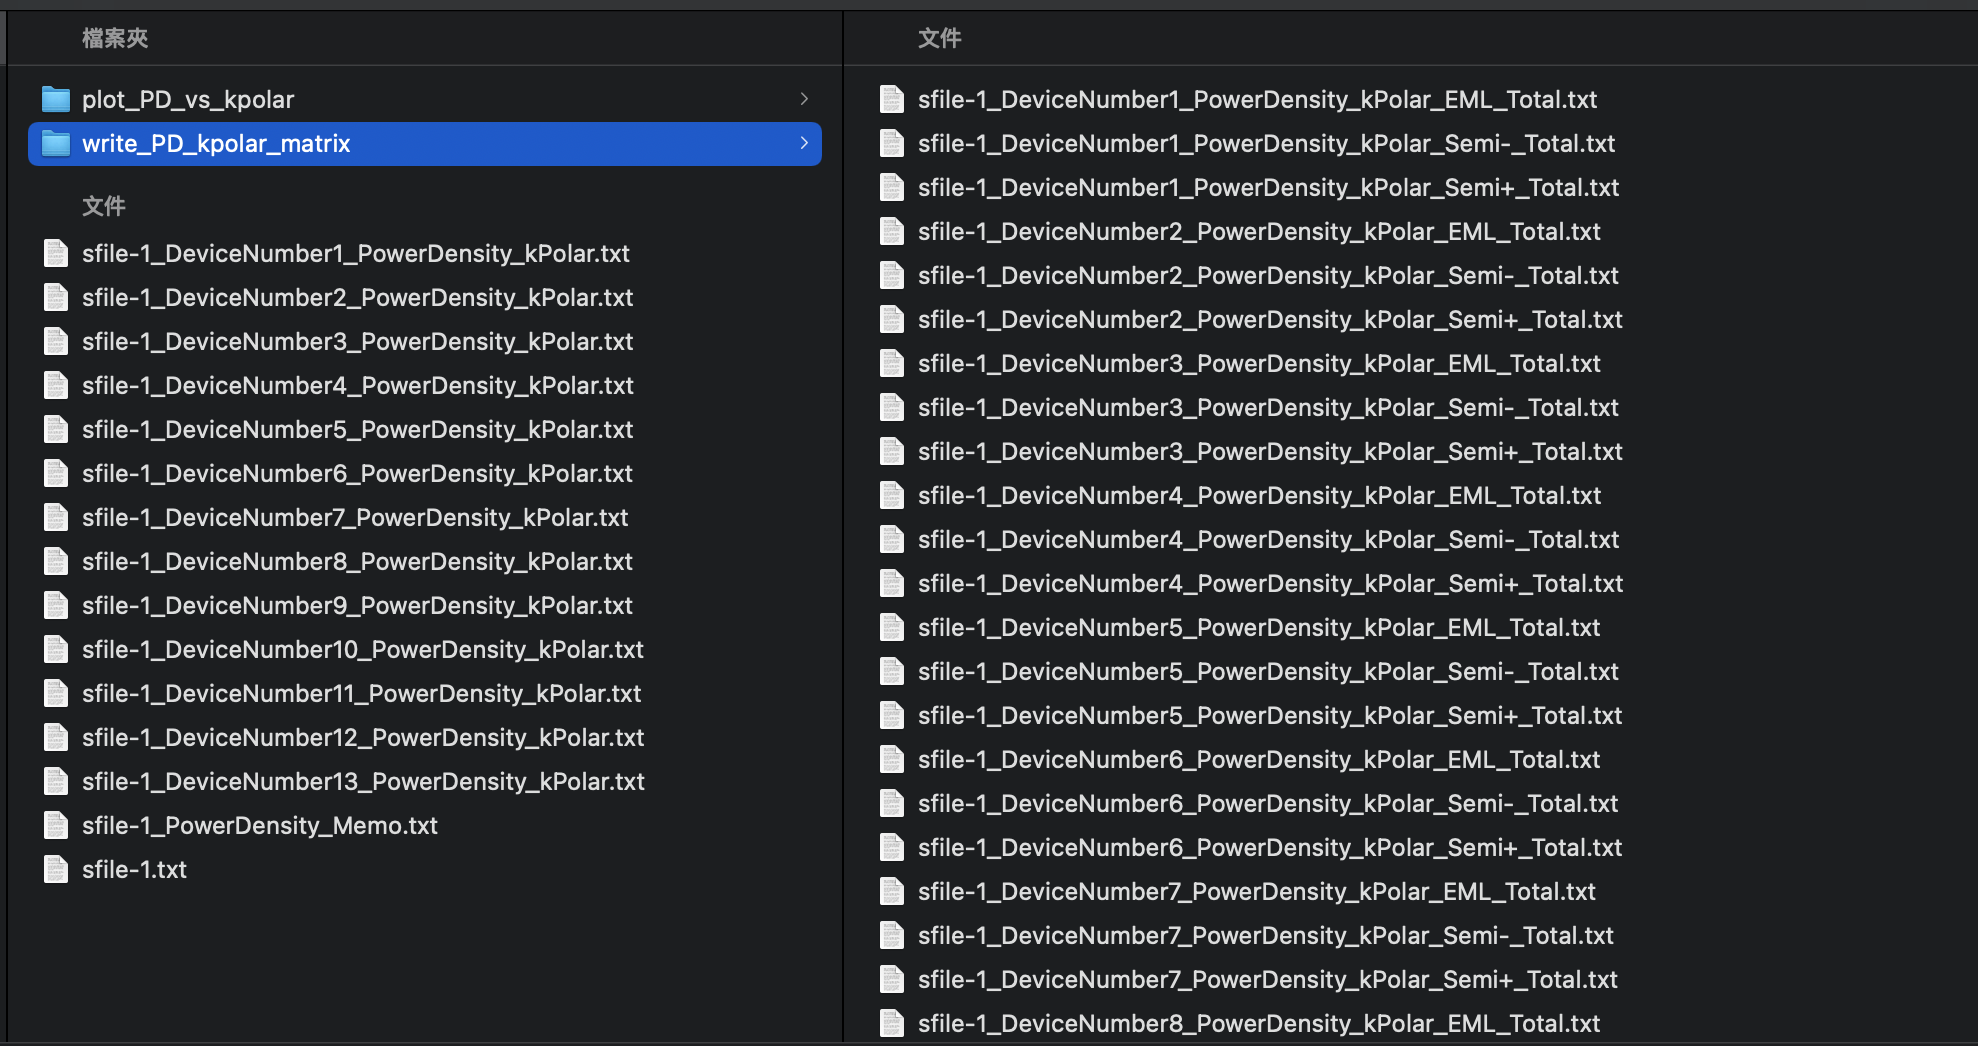 檔案夾
plot_PD_vs_kpolar
write_PD_kpolar_matrix
文件
sfile-1_DeviceNumber1_PowerDensity_kPolar.txt
sfile-1_DeviceNumber2_PowerDensity_kPolar.txt
sfile-1_DeviceNumber3_PowerDensity_kPolar.txt
sfile-1_DeviceNumber4_PowerDensity_kPolar.txt
sfile-1_DeviceNumber5_PowerDensity_kPolar.txt
sfile-1_DeviceNumber6_PowerDensity_kPolar.txt
sfile-1_DeviceNumber7_PowerDensity_kPolar.txt
sfile-1_DeviceNumber8_PowerDensity_kPolar.txt
sfile-1_DeviceNumber9_PowerDensity_kPolar.txt
sfile-1_DeviceNumber10_PowerDensity_kPolar.txt
sfile-1_DeviceNumber11_PowerDensity_kPolar.txt
sfile-1_DeviceNumber12_PowerDensity_kPolar.txt
sfile-1_DeviceNumber13_PowerDensity_kPolar.txt
sfile-1_PowerDensity_Memo.txt
sfile-1.txt
文件
sfile-1_DeviceNumber1_PowerDensity_kPolar_EML_Total.txt
sfile-1_DeviceNumber1_PowerDensity_kPolar_Semi-_Total.txt
sfile-1_DeviceNumber1_PowerDensity_kPolar_Semi+_Total.txt
sfile-1_DeviceNumber2_PowerDensity_kPolar_EML_Total.txt
sfile-1_DeviceNumber2_PowerDensity_kPolar_Semi-_Total.txt
sfile-1_DeviceNumber2_PowerDensity_kPolar_Semi+_Total.txt
sfile-1_DeviceNumber3_PowerDensity_kPolar_EML_Total.txt
sfile-1_DeviceNumber3_PowerDensity_kPolar_Semi-_Total.txt
sfile-1_DeviceNumber3_PowerDensity_kPolar_Semi+_Total.txt
sfile-1_DeviceNumber4_PowerDensity_kPolar_EML_Total.txt
sfile-1_DeviceNumber4_PowerDensity_kPolar_Semi-_Total.txt
sfile-1_DeviceNumber4_PowerDensity_kPolar_Semi+_Total.txt
sfile-1_DeviceNumber5_PowerDensity_kPolar_EML_Total.txt
sfile-1_DeviceNumber5_PowerDensity_kPolar_Semi-_Total.txt
sfile-1_DeviceNumber5_PowerDensity_kPolar_Semi+_Total.txt
sfile-1_DeviceNumber6_PowerDensity_kPolar_EML_Total.txt
sfile-1_DeviceNumber6_PowerDensity_kPolar_Semi-_Total.txt
sfile-1_DeviceNumber6_PowerDensity_kPolar_Semi+_Total.txt
sfile-1_DeviceNumber7_PowerDensity_kPolar_EML_Total.txt
sfile-1_DeviceNumber7_PowerDensity_kPolar_Semi-_Total.txt
sfile-1_DeviceNumber7_PowerDensity_kPolar_Semi+_Total.txt
sfile-1_DeviceNumber8_PowerDensity_kPolar_EML_Total.txt